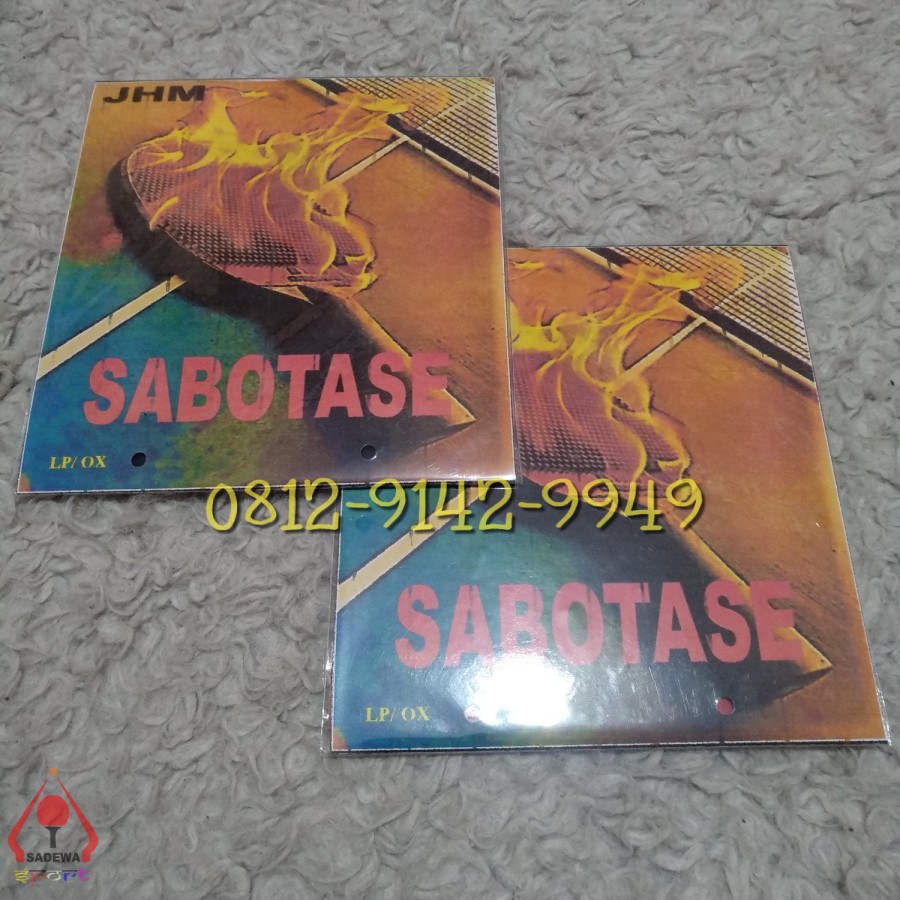 JHM
SABOTASE
LP/ OX
0812-9142-9949
SABOTASE
LP/ OX
SADEWA
sport